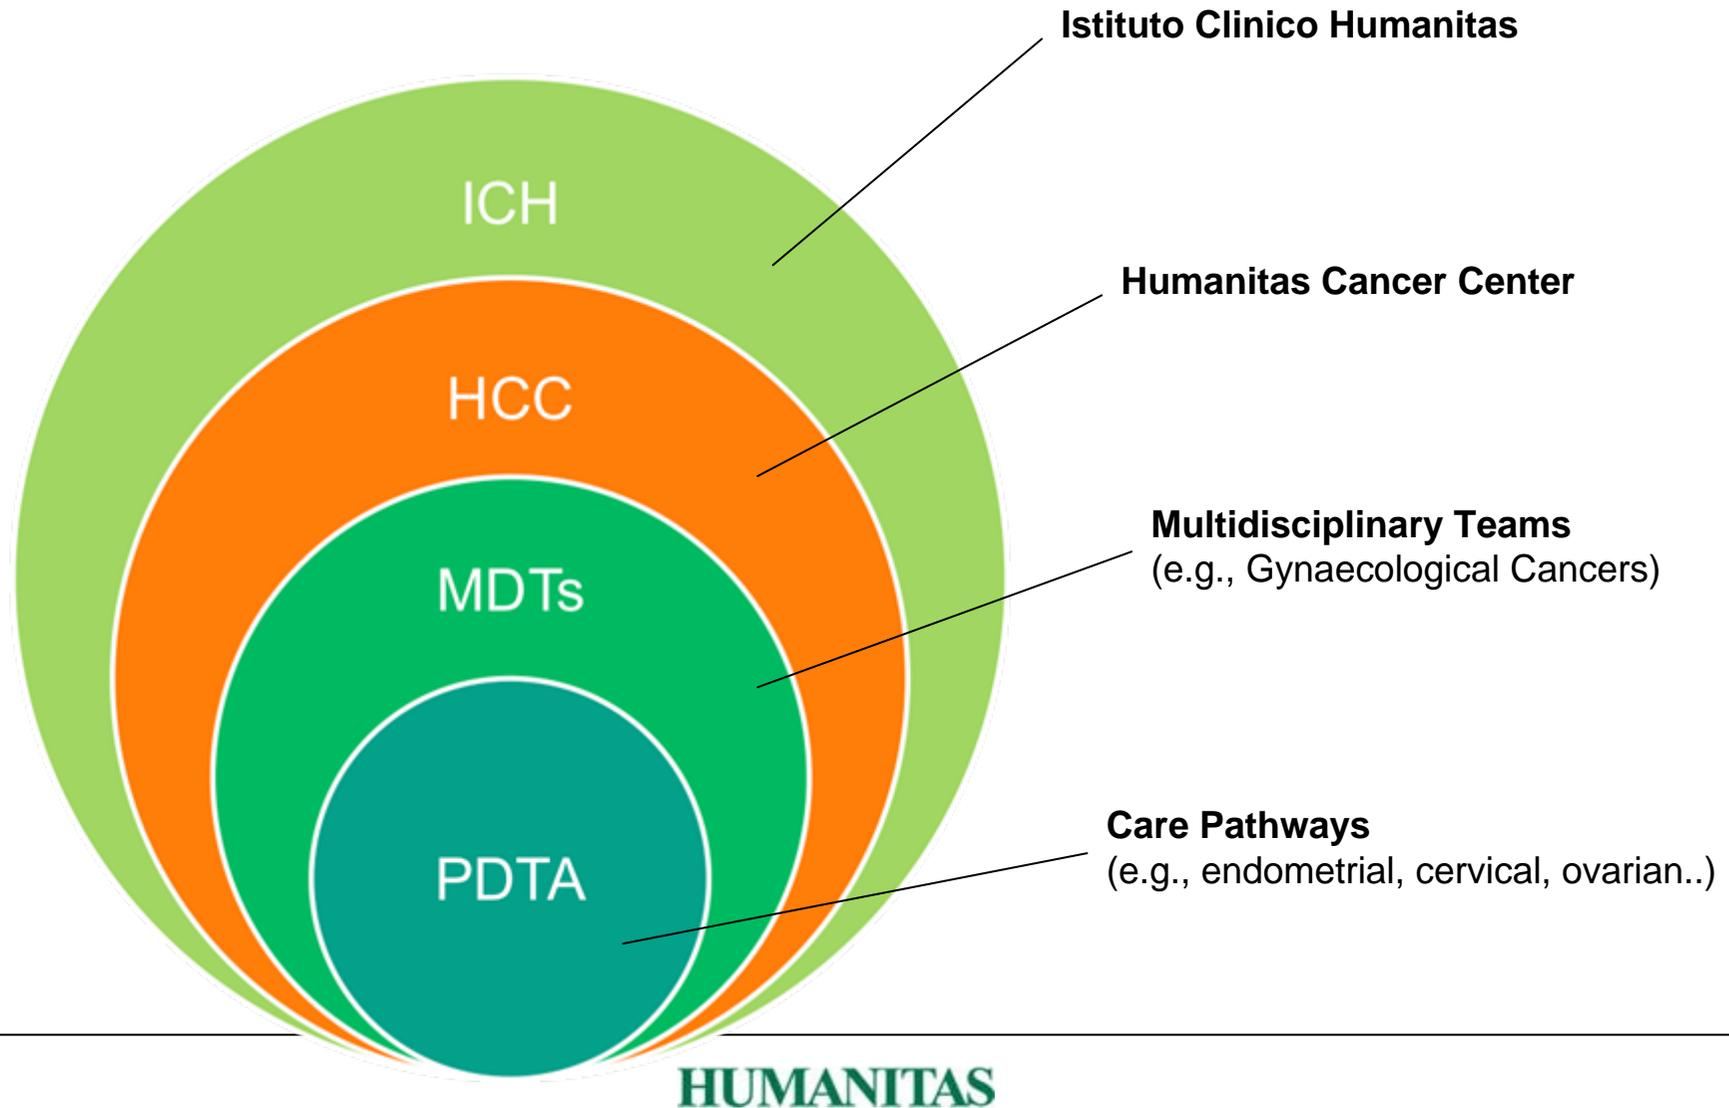 Istituto Clinico Humanitas
ICH
Humanitas Cancer Center
HCC
Multidisciplinary Teams
(e.g., Gynaecological Cancers)
MDTs
Care Pathways
(e.g., endometrial, cervical, ovarian..)
PDTA
HUMANITAS